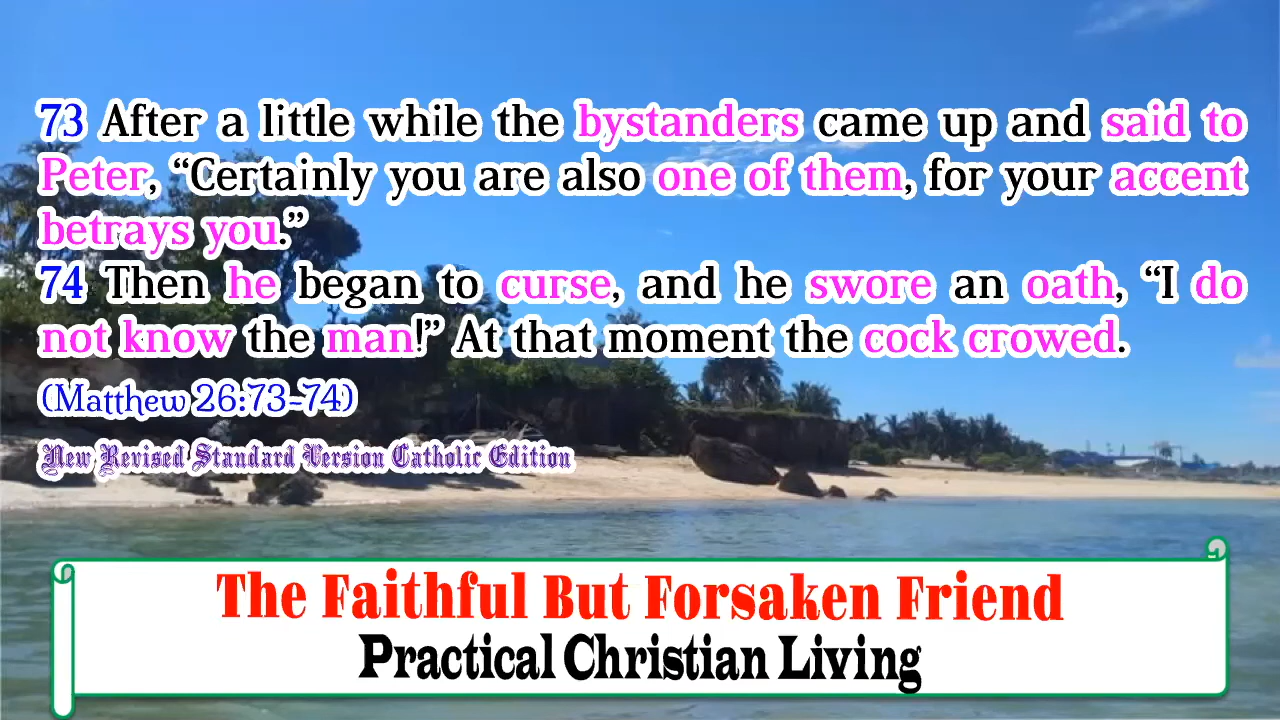 73 After a little while the bystanders came up and said to
Peter, “Certainly you are also one of them, for your accent
betrays you.”
74 Then he began to curse, and he swore an oath, “I do
not know the man!” At that moment the cock crowed.
(Matthew 26:73-74)
New Revised Standard Version Catholic Edition
The Faithful But Forsaken Friend
Practical Christian Living